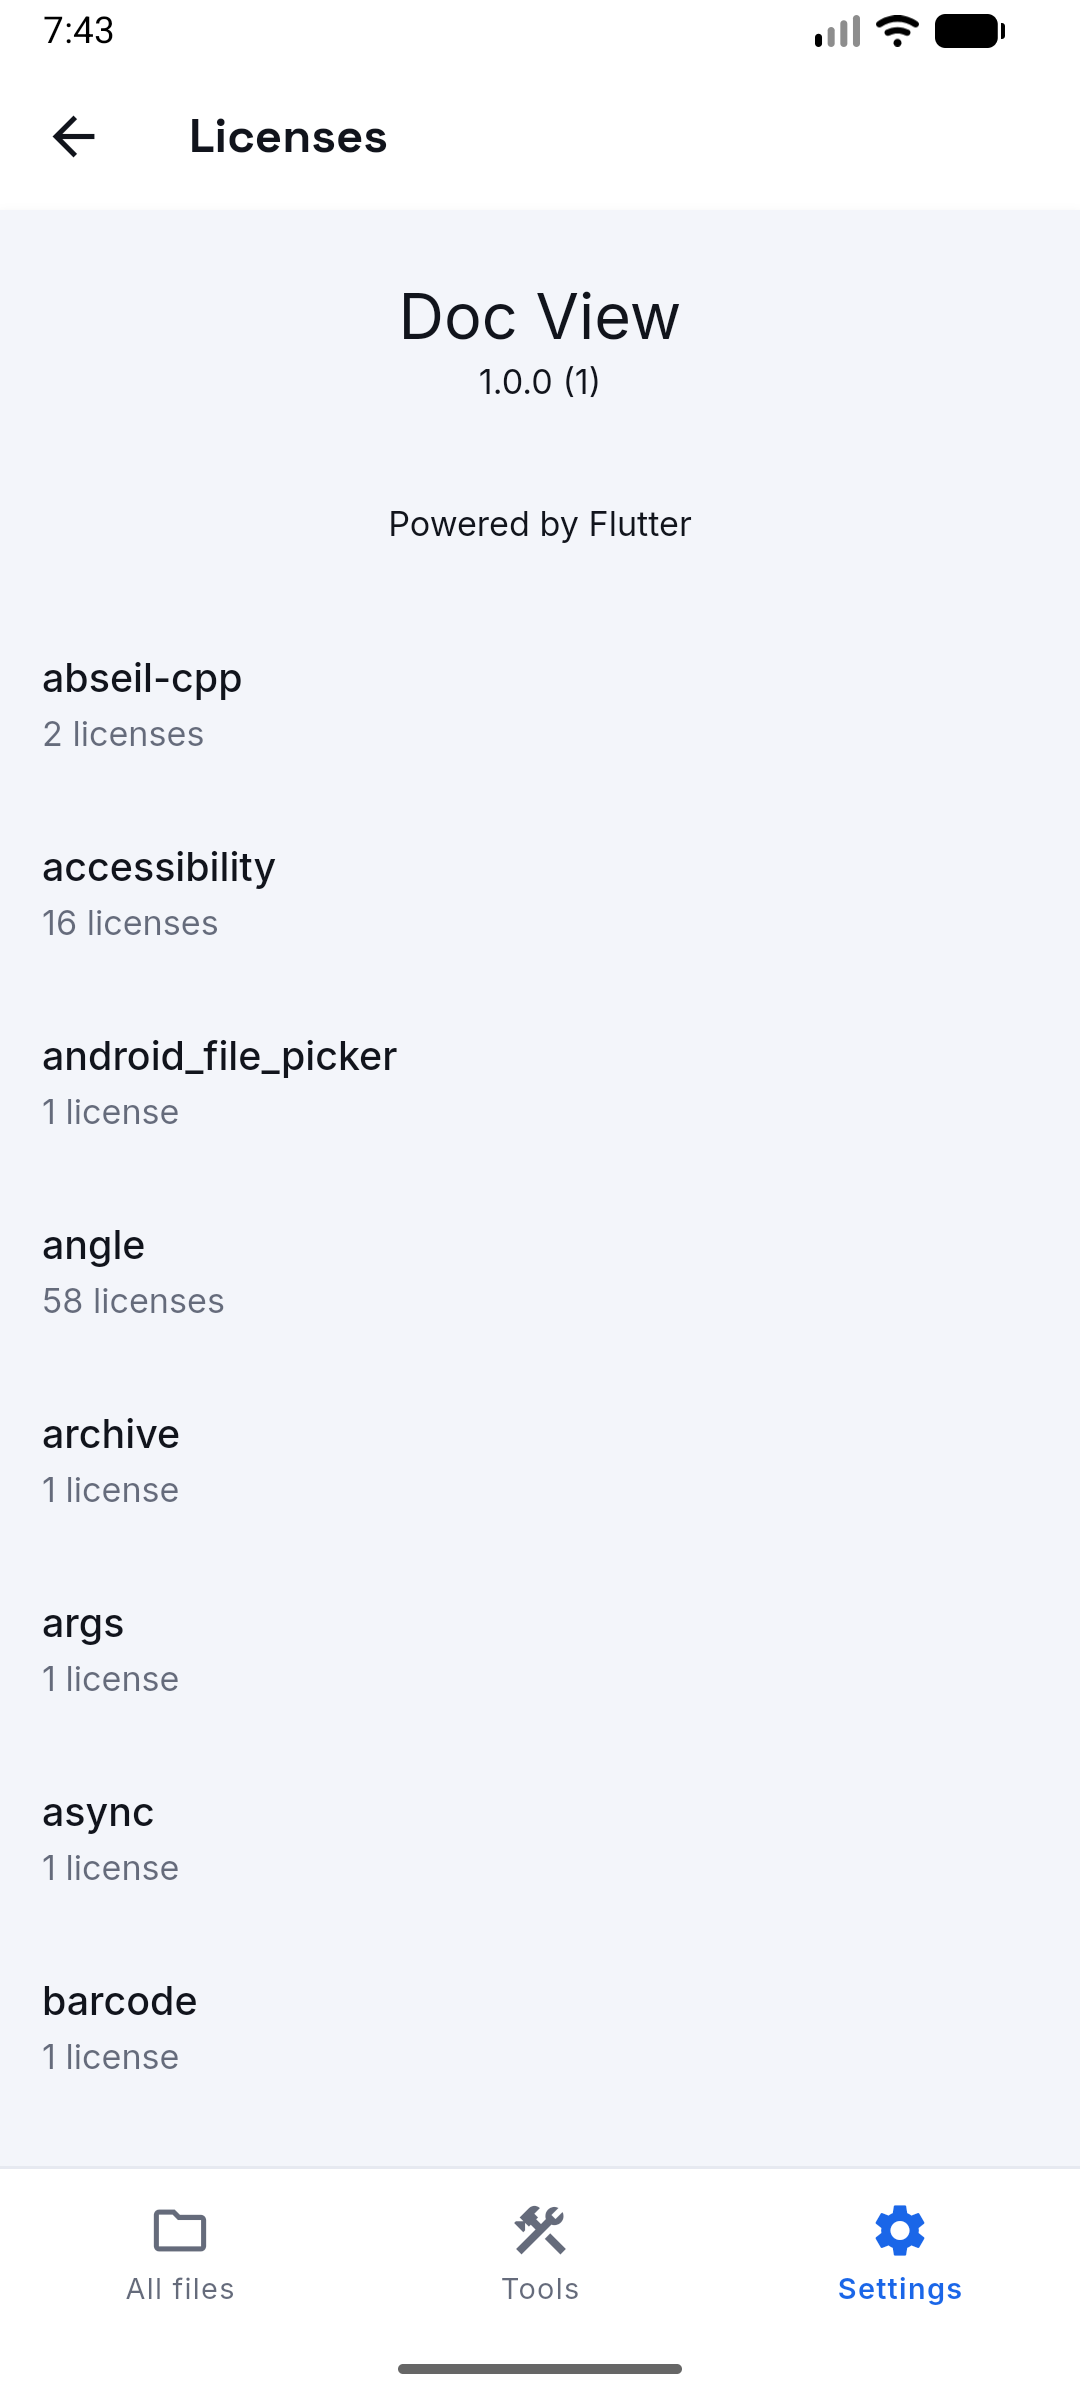 7:43
Licenses
Doc View
1.0.0 (1)
Powered by Flutter
abseil-cpp
2 licenses
accessibility
16 licenses
android_file_picker
1 license
angle
58 licenses
archive
1 license
args
1 license
async
1 license
barcode
1 license
All files
Tools
Settings